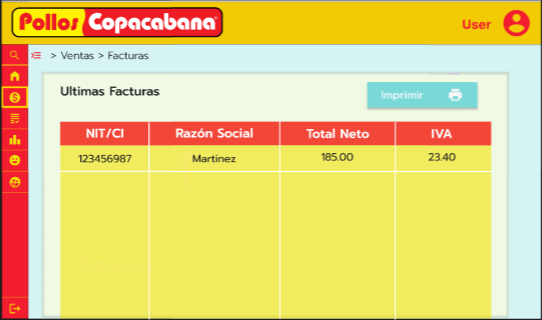 Pollos Copacabana
User
> Ventas > Facturas
Ultimas Facturas
Imprimir
NIT/CI Razón Social Total Neto IVA
123456987 Martinez 185.00 23.40